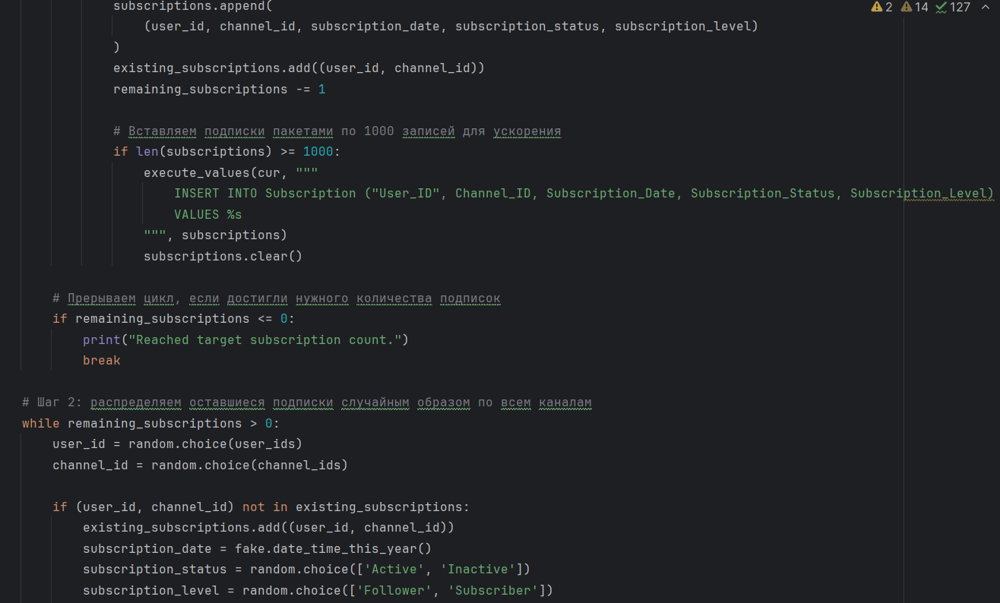 subscriptions.append(
2 14 127
(user_id, channel_id, subscription_date, subscription_status, subscription_level)
)
existing_subscriptions.add((user_id, channel_id))
remaining_subscriptions -= 1
# Вставляем подписки пакетами по 1000 записей для ускорения
if len(subscriptions) >= 1000:
execute_values(cur, """
INSERT INTO Subscription ("User_ID", Channel_ID, Subscription_Date, Subscription_Status, Subscription_Level)
VALUES %s
""", subscriptions)
subscriptions.clear()
# Прерываем цикл, если достигли нужного количества подписок
if remaining_subscriptions <= 0:
print("Reached target subscription count.")
break
# Шаг 2: распределяем оставшиеся подписки случайным образом по всем каналам
while remaining_subscriptions > 0:
user_id = random.choice(user_ids)
channel_id = random.choice(channel_ids)
if (user_id, channel_id) not in existing_subscriptions:
existing_subscriptions.add((user_id, channel_id))
subscription_date = fake.date_time_this_year()
subscription_status = random.choice(['Active', 'Inactive'])
subscription_level = random.choice(['Follower', 'Subscriber'])